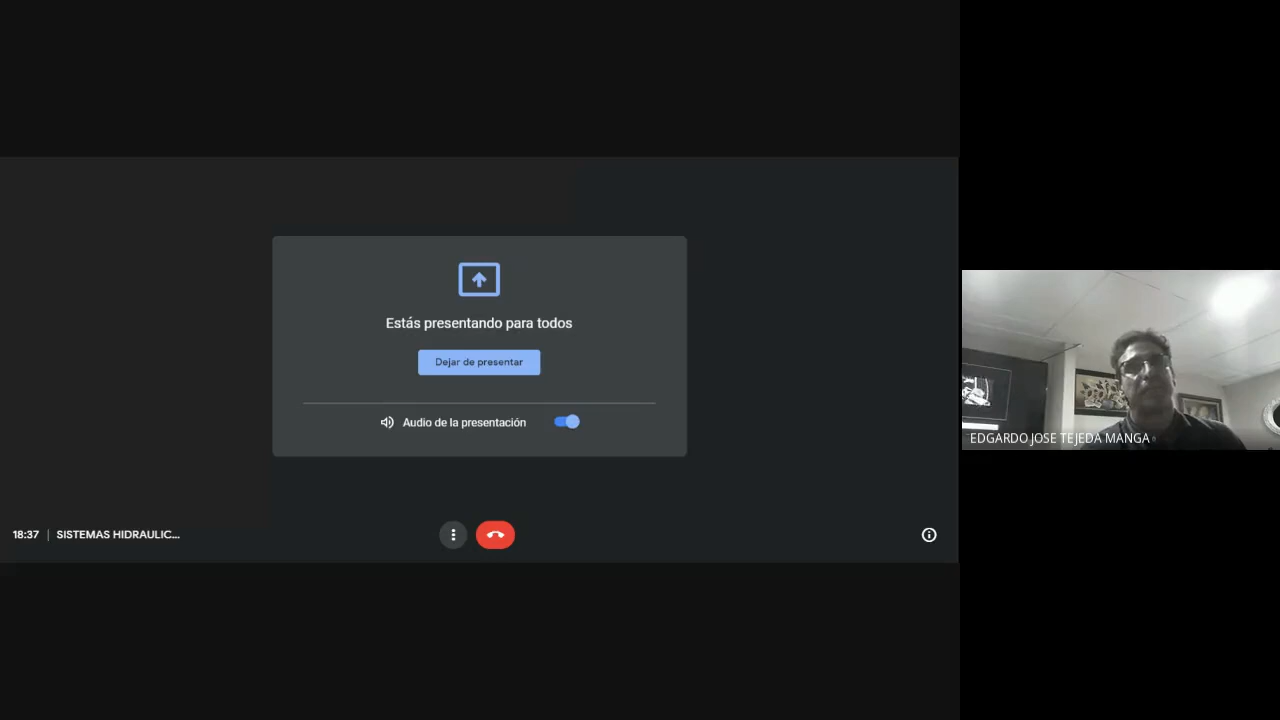 Estás presentando para todos
Dejar de presentar
Audio de la presentación
18:37 | SISTEMAS HIDRAULIC...
EDGARDO JOSE TEJEDA MANGA